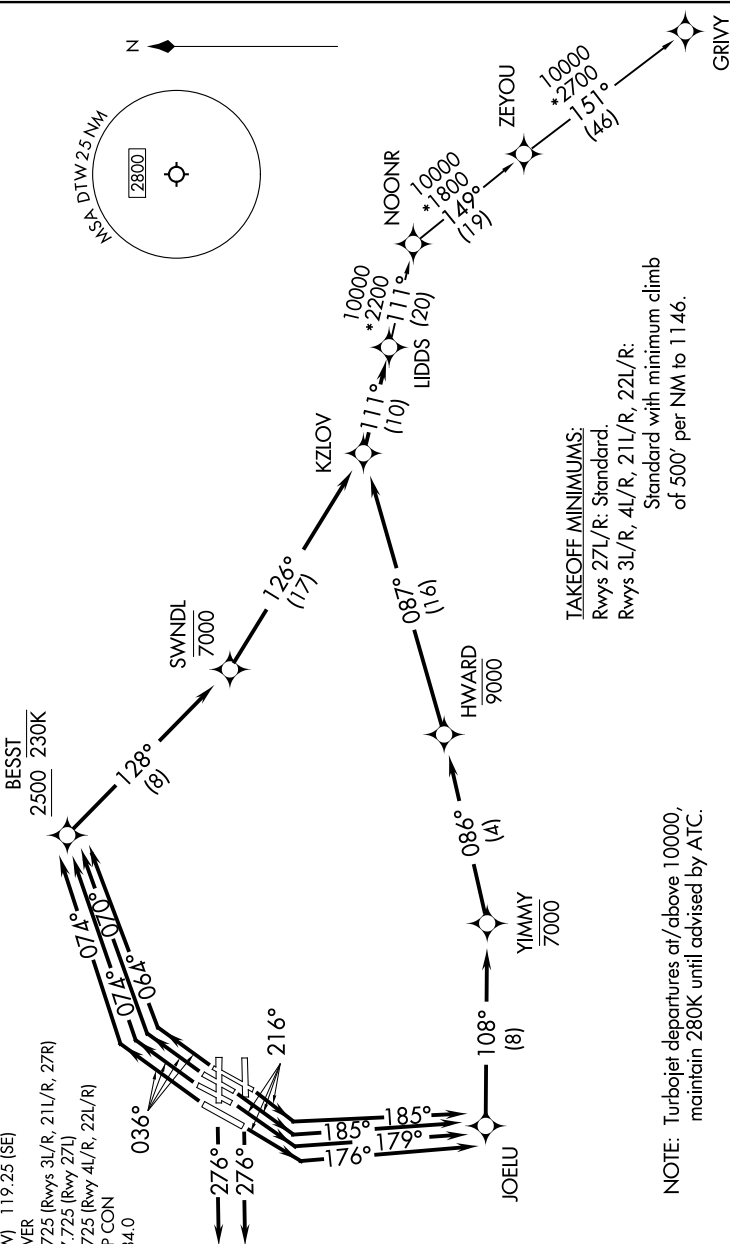 W) 119.25 (SE)
VER
725 (Rwys 3L/R, 21L/R, 27R)
7.725 (Rwy 27L)
725 (Rwy 4L/R, 22L/R)
P CON
84.0
N
MSA DTW 25 NM
2800
BESST
2500 230K
074°
074°
070°
064°
036°
216°
276°
276°
185°
185°
179°
176°
JOELU
128°
(8)
SWNDL
7000
126°
(17)
108°
(8)
YIMMY
7000
086°
(4)
HWARD
9000
087°
(16)
KZLOV
111°
(10)
LIDDS
10000
*2200
111°
(20)
NOONR
10000
*1800
149°
(19)
ZEYOU
10000
*2700
151°
(46)
GRIVY
TAKEOFF MINIMUMS:
Rwys 27L/R: Standard.
Rwys 3L/R, 4L/R, 21L/R, 22L/R:
Standard with minimum climb
of 500' per NM to 1146.
NOTE: Turbojet departures at/above 10000,
maintain 280K until advised by ATC.